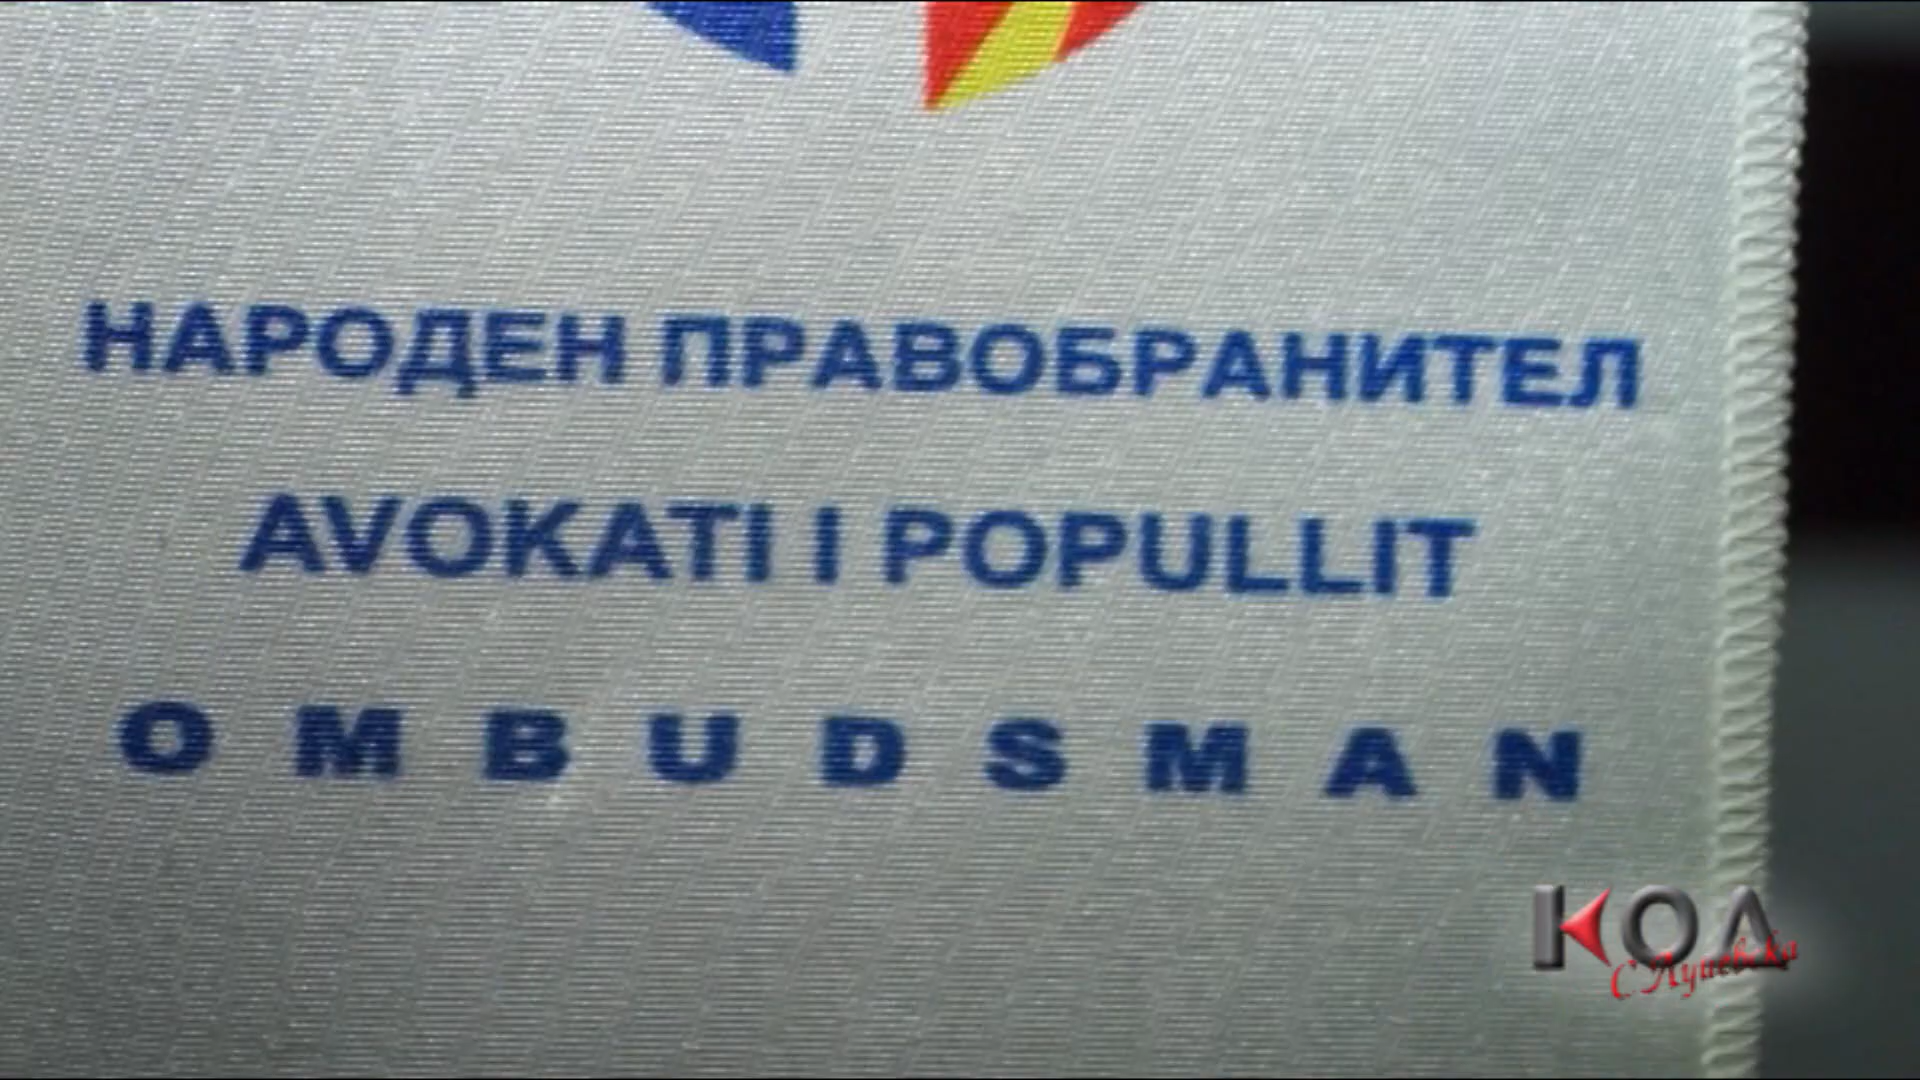 НАРОДЕН ПРАВОБРАНИТЕЛ
AVOKATI I POPULLIT
OMBUDSMAN
КОД